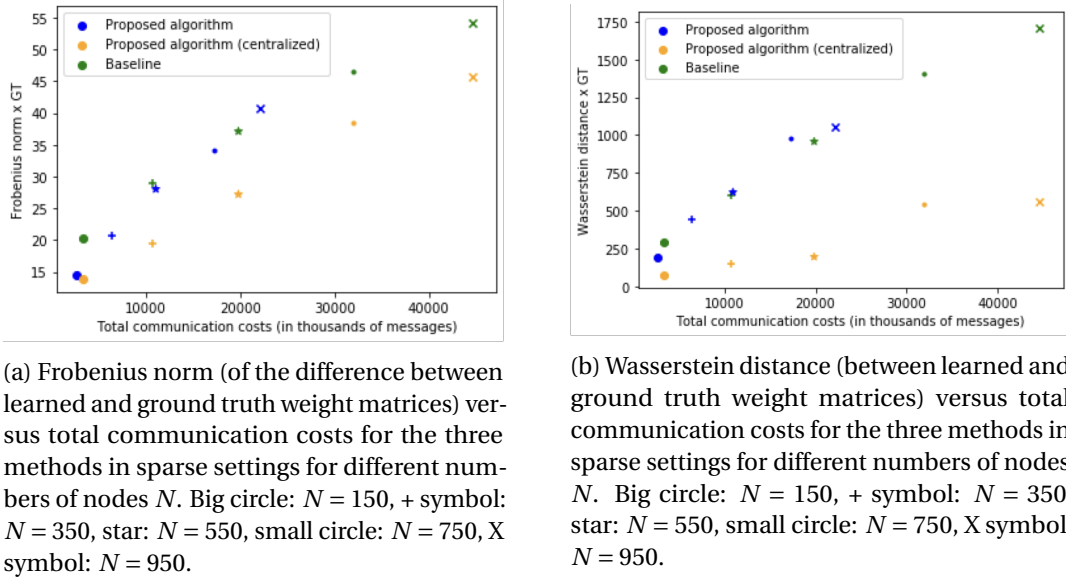 55
50
45
40
35
30
25
20
15
Frobenius norm x GT
Proposed algorithm
Proposed algorithm (centralized)
Baseline
10000 20000 30000 40000
Total communication costs (in thousands of messages)
(a) Frobenius norm (of the difference between
learned and ground truth weight matrices) ver-
sus total communication costs for the three
methods in sparse settings for different num-
bers of nodes N. Big circle: N = 150, + symbol:
N = 350, star: N = 550, small circle: N = 750, X
symbol: N = 950.
1750
1500
1250
1000
750
500
250
0
Wasserstein distance x GT
Proposed algorithm
Proposed algorithm (centralized)
Baseline
10000 20000 30000 40000
Total communication costs (in thousands of messages)
(b) Wasserstein distance (between learned and
ground truth weight matrices) versus total
communication costs for the three methods in
sparse settings for different numbers of nodes
N. Big circle: N = 150, + symbol: N = 350
star: N = 550, small circle: N = 750, X symbol
N = 950.